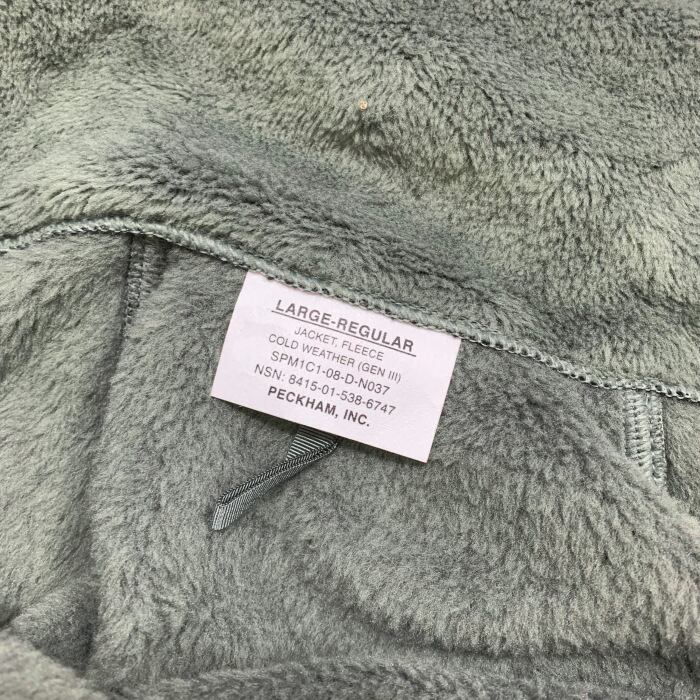 LARGE-REGULAR
JACKET, FLEECE
COLD WEATHER (GEN III)
SPM1C1-08-D-N037
NSN: 8415-01-538-6747
PECKHAM, INC.